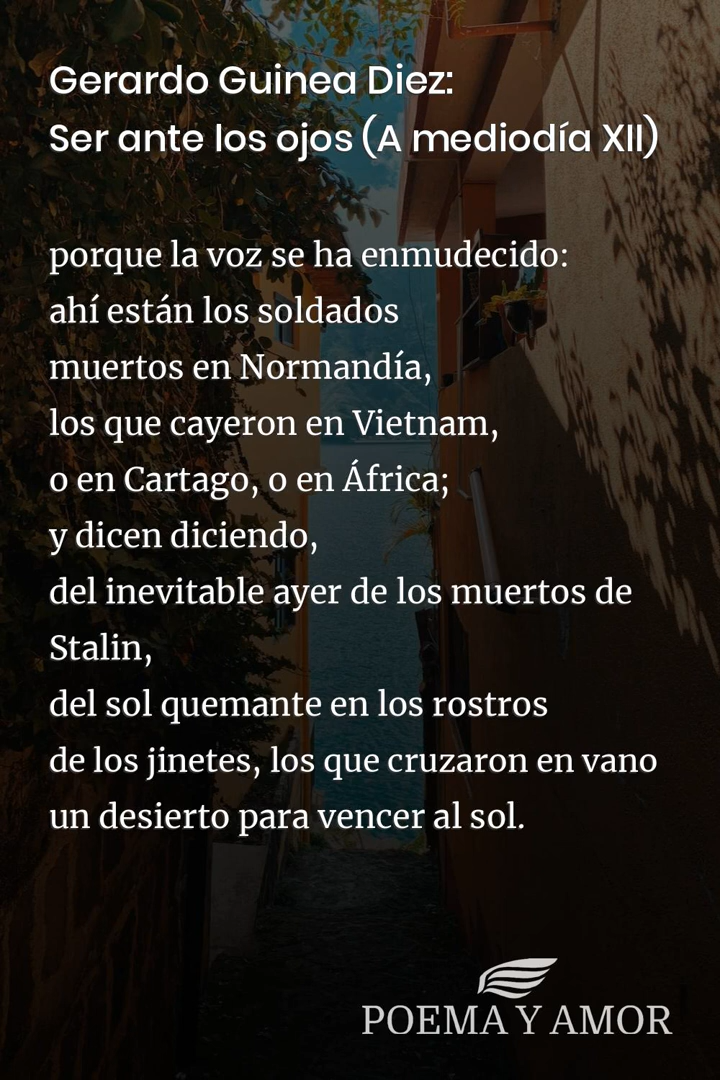 Gerardo Guinea Diez:
Ser ante los ojos (A mediodía XII)
porque la voz se ha enmudecido:
ahí están los soldados
muertos en Normandía,
los que cayeron en Vietnam,
o en Cartago, o en África;
y dicen diciendo,
del inevitable ayer de los muertos de
Stalin,
del sol quemante en los rostros
de los jinetes, los que cruzaron en vano
un desierto para vencer al sol.
POEMA Y AMOR